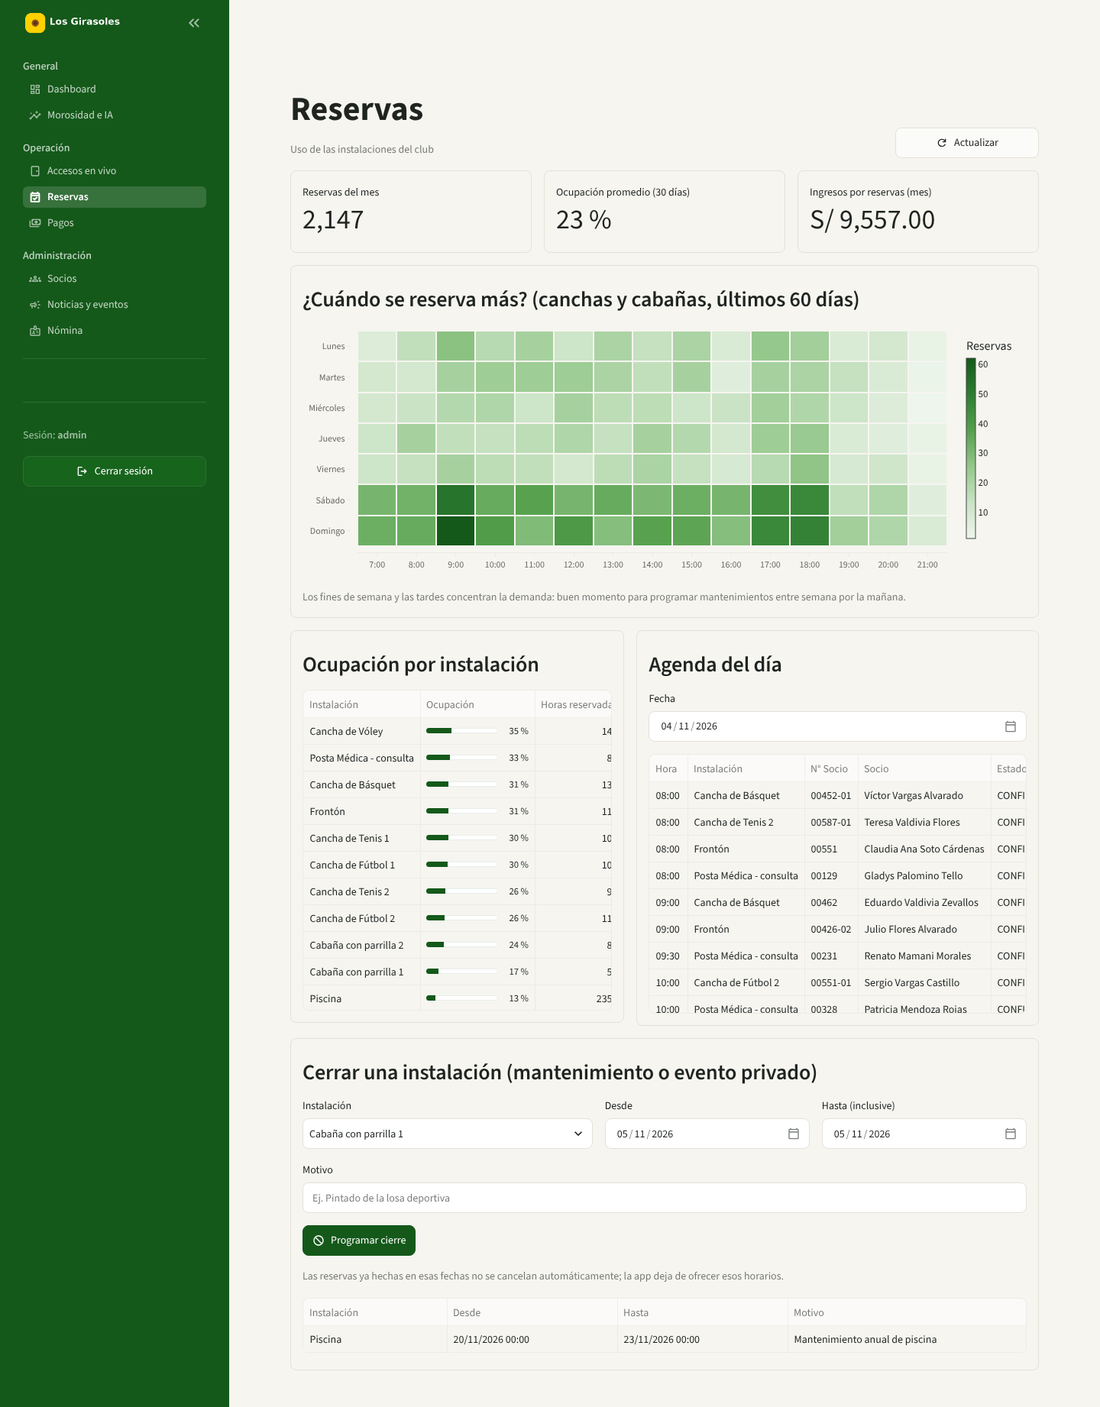 Los Girasoles
General
Dashboard
Morosidad e IA
Operación
Accesos en vivo
Reservas
Pagos
Administración
Socios
Noticias y eventos
Nómina
Sesión: admin
Cerrar sesión
Reservas
Uso de las instalaciones del club
Actualizar
Reservas del mes
2,147
Ocupación promedio (30 días)
23 %
Ingresos por reservas (mes)
S/ 9,557.00
¿Cuándo se reserva más? (canchas y cabañas, últimos 60 días)
Lunes
Martes
Miércoles
Jueves
Viernes
Sábado
Domingo
7:00 8:00 9:00 10:00 11:00 12:00 13:00 14:00 15:00 16:00 17:00 18:00 19:00 20:00 21:00
Reservas
60
50
40
30
20
10
Los fines de semana y las tardes concentran la demanda: buen momento para programar mantenimientos entre semana por la mañana.
Ocupación por instalación
Instalación Ocupación Horas reservada
Cancha de Vóley 35 % 14
Posta Médica - consulta 33 % 8
Cancha de Básquet 31 % 13
Frontón 31 % 11
Cancha de Tenis 1 30 % 10
Cancha de Fútbol 1 30 % 10
Cancha de Tenis 2 26 % 9
Cancha de Fútbol 2 26 % 11
Cabaña con parrilla 2 24 % 8
Cabaña con parrilla 1 17 % 5
Piscina 13 % 235
Agenda del día
Fecha
04/11/2026
Hora Instalación N° Socio Socio Estado
08:00 Cancha de Básquet 00452-01 Víctor Vargas Alvarado CONFI
08:00 Cancha de Tenis 2 00587-01 Teresa Valdivia Flores CONFI
08:00 Frontón 00551 Claudia Ana Soto Cárdenas CONFI
08:00 Posta Médica - consulta 00129 Gladys Palomino Tello CONFI
09:00 Cancha de Básquet 00462 Eduardo Valdivia Zevallos CONFI
09:00 Frontón 00426-02 Julio Flores Alvarado CONFI
09:30 Posta Médica - consulta 00231 Renato Mamani Morales CONFI
10:00 Cancha de Fútbol 2 00551-01 Sergio Vargas Castillo CONFI
10:00 Posta Médica - consulta 00328 Patricia Mendoza Rojas CONFI
Cerrar una instalación (mantenimiento o evento privado)
Instalación Desde Hasta (inclusive)
Cabaña con parrilla 1 05/11/2026 05/11/2026
Motivo
Ej. Pintado de la losa deportiva
Programar cierre
Las reservas ya hechas en esas fechas no se cancelan automáticamente; la app deja de ofrecer esos horarios.
Instalación Desde Hasta Motivo
Piscina 20/11/2026 00:00 23/11/2026 00:00 Mantenimiento anual de piscina